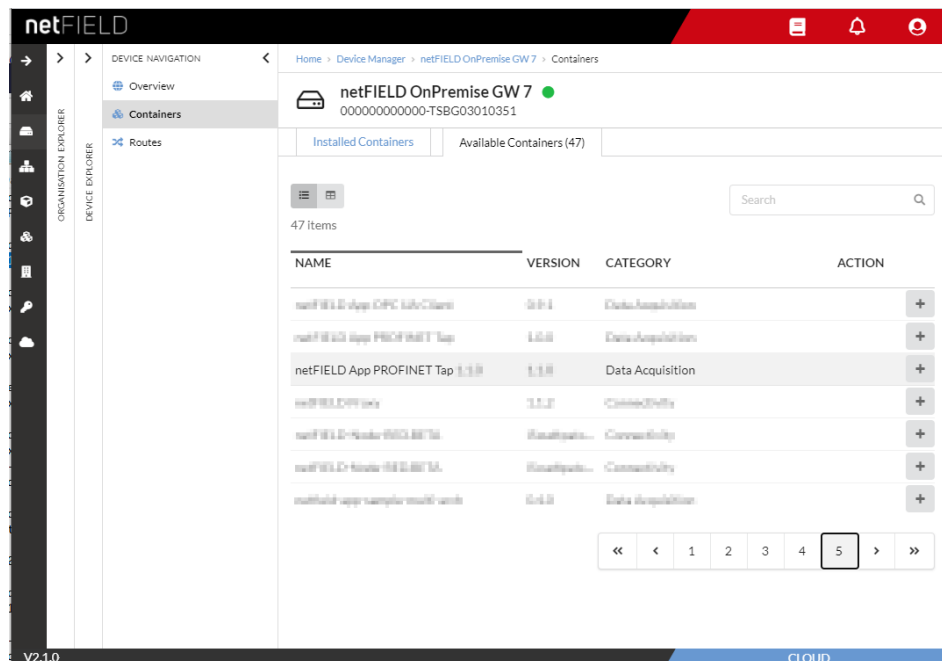 netFIELD
DEVICE NAVIGATION
Overview
Containers
Routes
ORGANISATION EXPLORER
DEVICE EXPLORER
Home > Device Manager > netFIELD OnPremise GW 7 > Containers
netFIELD OnPremise GW 7
000000000000-TSBG03010351
Installed Containers Available Containers (47)
Search
47 items
NAME VERSION CATEGORY ACTION
netFIELD App PROFINET Tap Data Acquisition
« ‹ 1 2 3 4 5 › »
V2.1.0 CLOUD